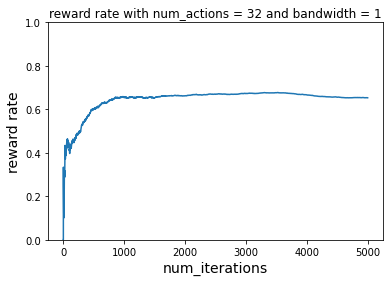 reward rate with num_actions = 32 and bandwidth = 1
1.0
0.8
0.6
0.4
0.2
0.0
reward rate
0 1000 2000 3000 4000 5000
num_iterations